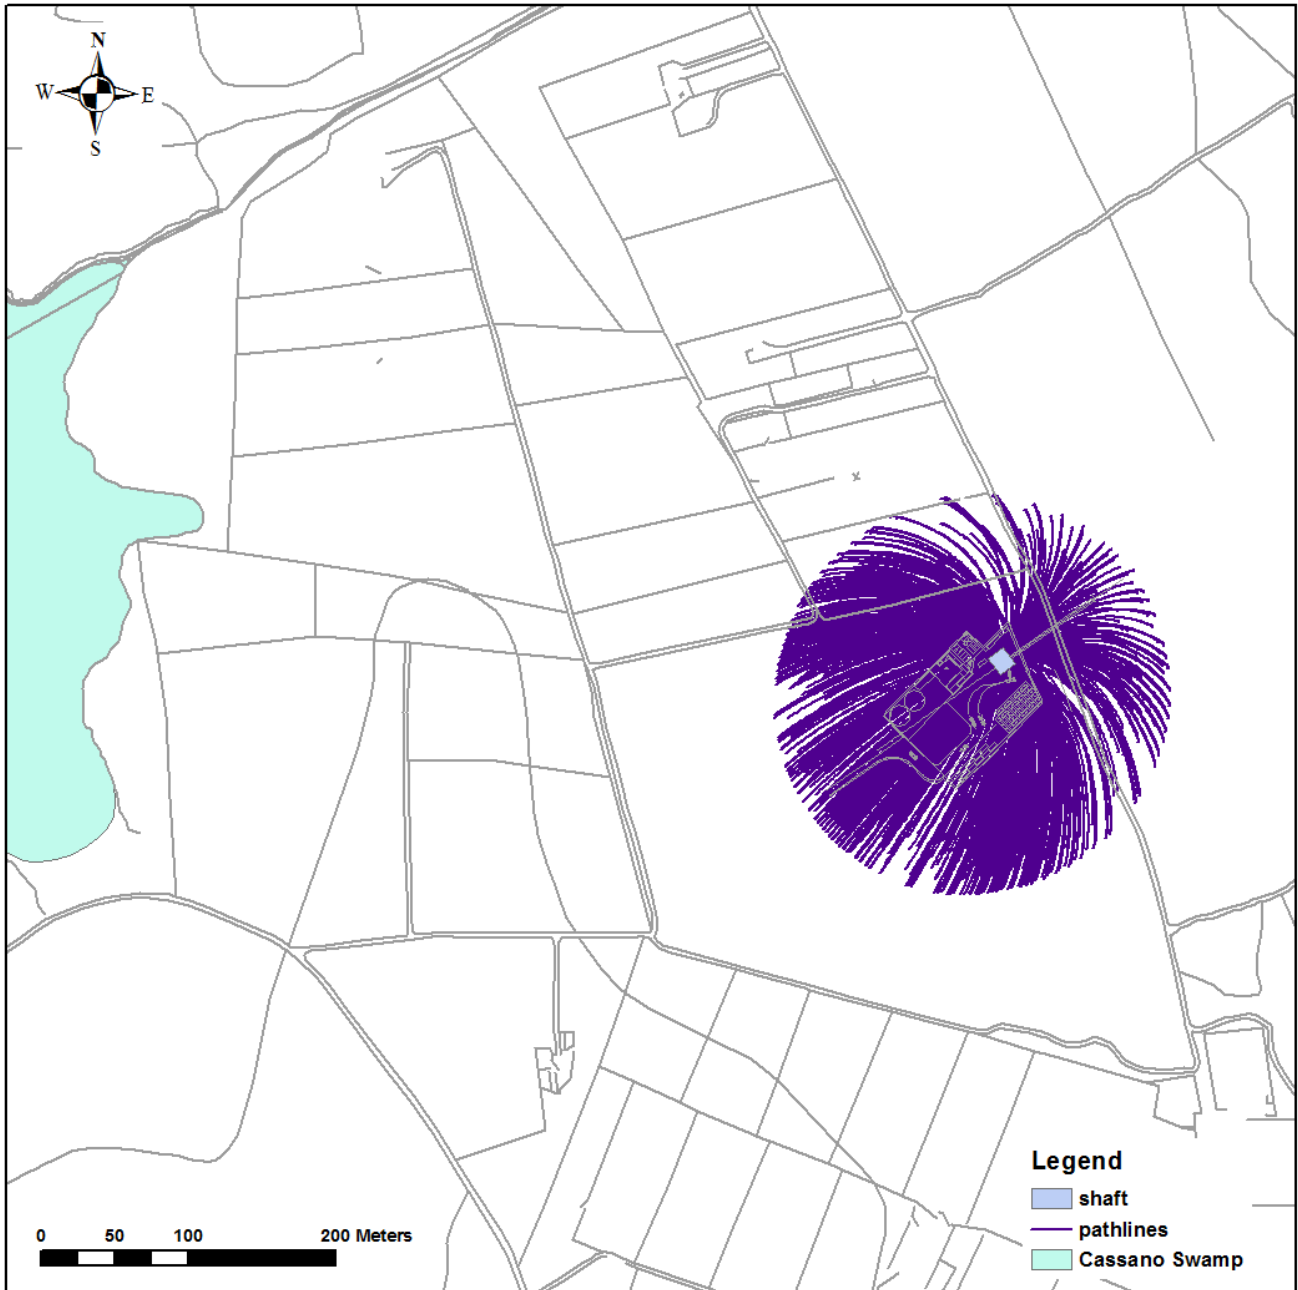 N
W E
S
Legend
shaft
pathlines
Cassano Swamp
0 50 100 200 Meters